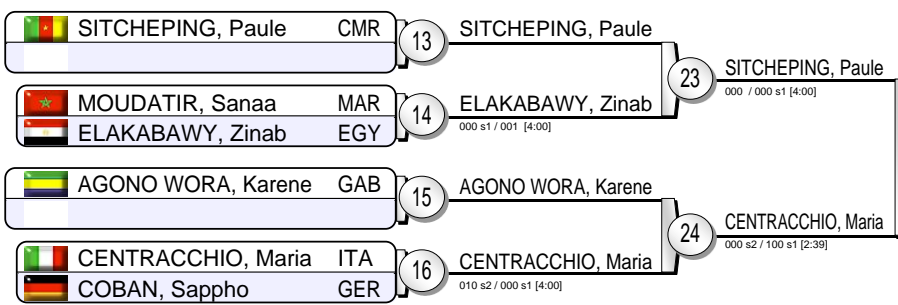 SITCHEPING, Paule CMR
13
SITCHEPING, Paule
23
SITCHEPING, Paule
000 / 000 s1 [4:00]
MOUDATIR, Sanaa MAR
ELAKABAWY, Zinab EGY
14
ELAKABAWY, Zinab
000 s1 / 001 [4:00]
AGONO WORA, Karene GAB
15
AGONO WORA, Karene
24
CENTRACCHIO, Maria
000 s2 / 100 s1 [2:39]
CENTRACCHIO, Maria ITA
COBAN, Sappho GER
16
CENTRACCHIO, Maria
010 s2 / 000 s1 [4:00]